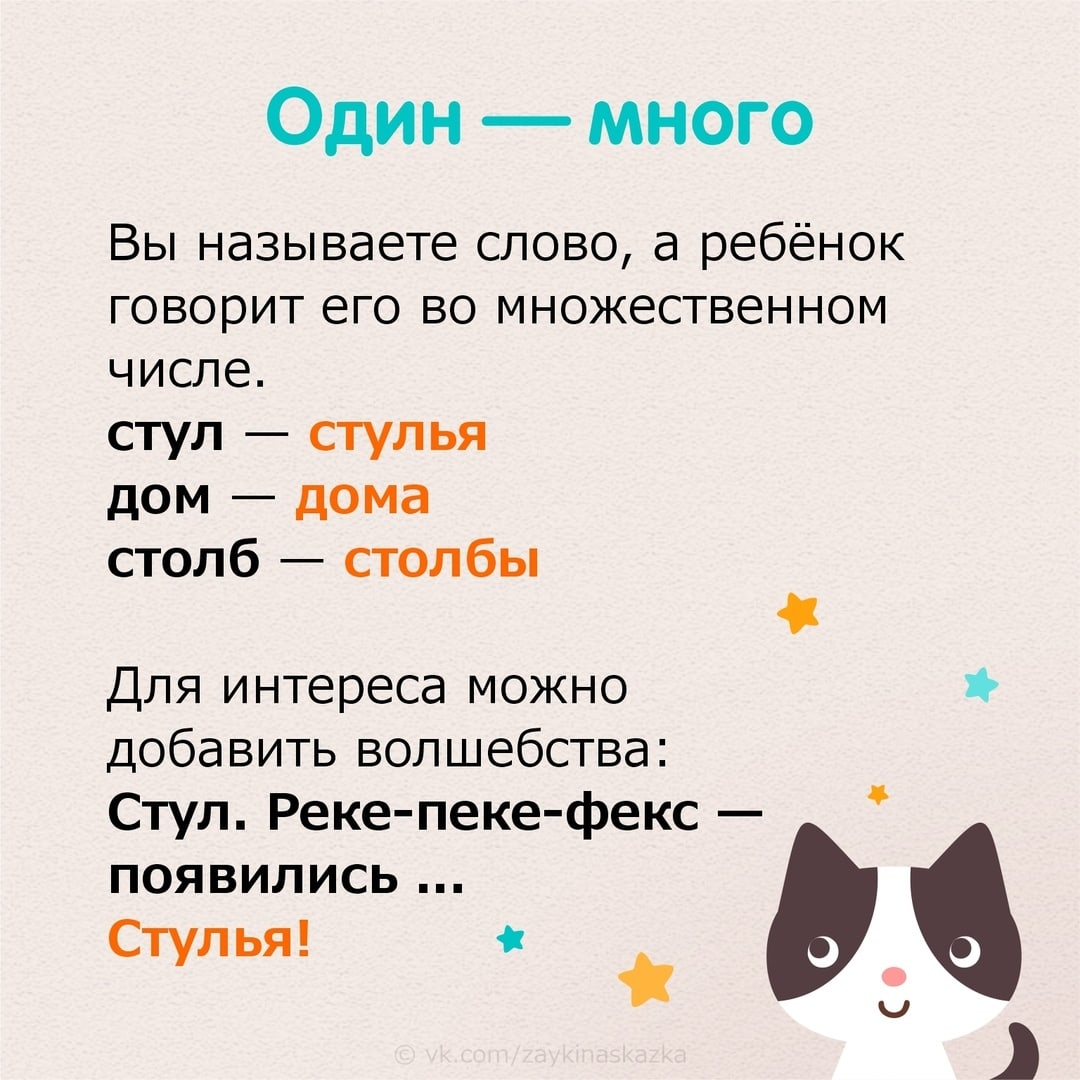 Один — много
Вы называете слово, а ребёнок
говорит его во множественном
числе.
стул — стулья
дом — дома
столб — столбы
Для интереса можно
добавить волшебства:
Стул. Реке-пеке-фекс —
появились ...
Стулья!
© vk.com/zaykinaskazka